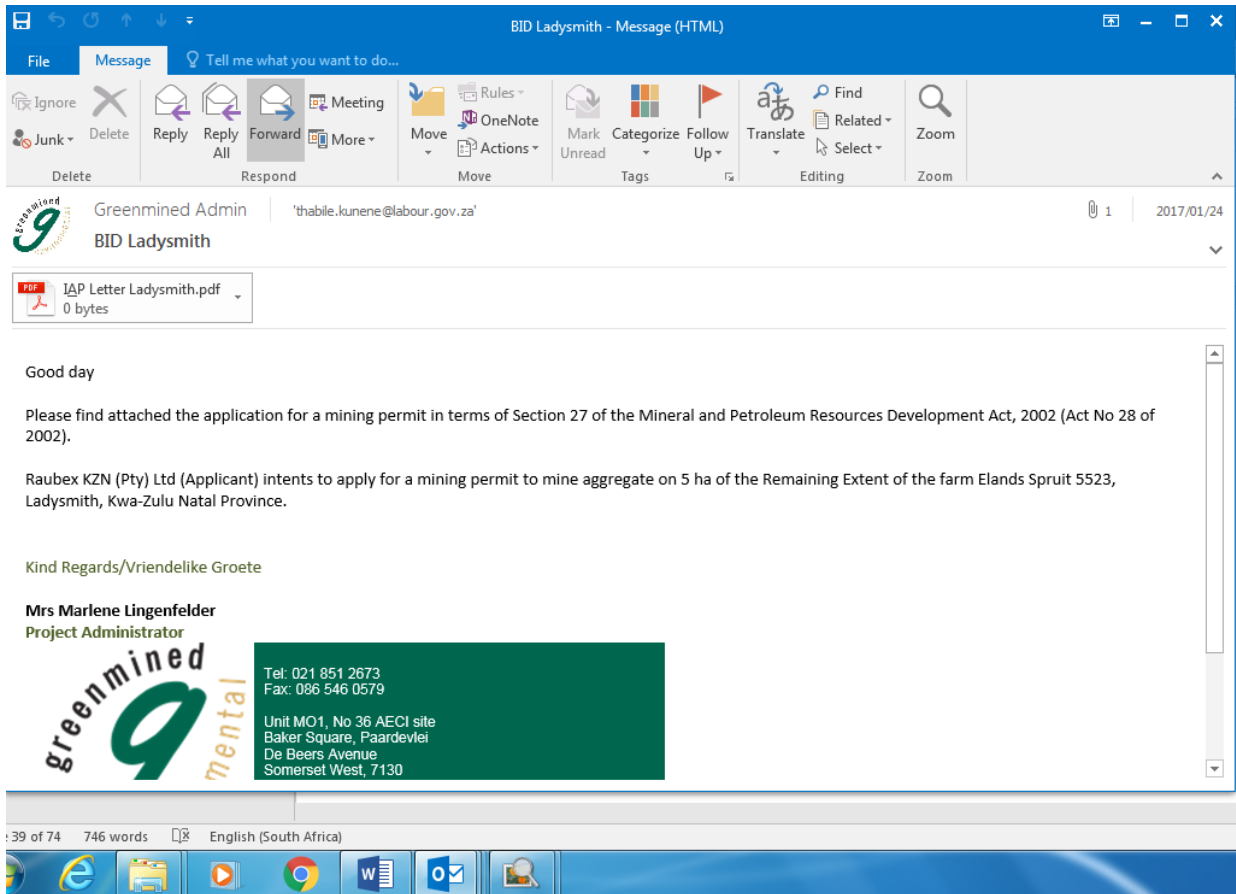 BID Ladysmith - Message (HTML)
File Message Tell me what you want to do...
Ignore
Junk
Delete
Reply
Reply All
Forward
Meeting
More
Move
Rules
OneNote
Actions
Mark Unread
Categorize
Follow Up
Translate
Find
Related
Select
Zoom
Delete Respond Move Tags Editing Zoom
greenmined
Greenmined Admin 'thabile.kunene@labour.gov.za' 1 2017/01/24
BID Ladysmith
PDF
IAP Letter Ladysmith.pdf
0 bytes
Good day
Please find attached the application for a mining permit in terms of Section 27 of the Mineral and Petroleum Resources Development Act, 2002 (Act No 28 of
2002).
Raubex KZN (Pty) Ltd (Applicant) intents to apply for a mining permit to mine aggregate on 5 ha of the Remaining Extent of the farm Elands Spruit 5523,
Ladysmith, Kwa-Zulu Natal Province.
Kind Regards/Vriendelike Groete
Mrs Marlene Lingenfelder
Project Administrator
greenmined
g
mental
Tel: 021 851 2673
Fax: 086 546 0579
Unit MO1, No 36 AECI site
Baker Square, Paardevlei
De Beers Avenue
Somerset West, 7130
39 of 74 746 words English (South Africa)